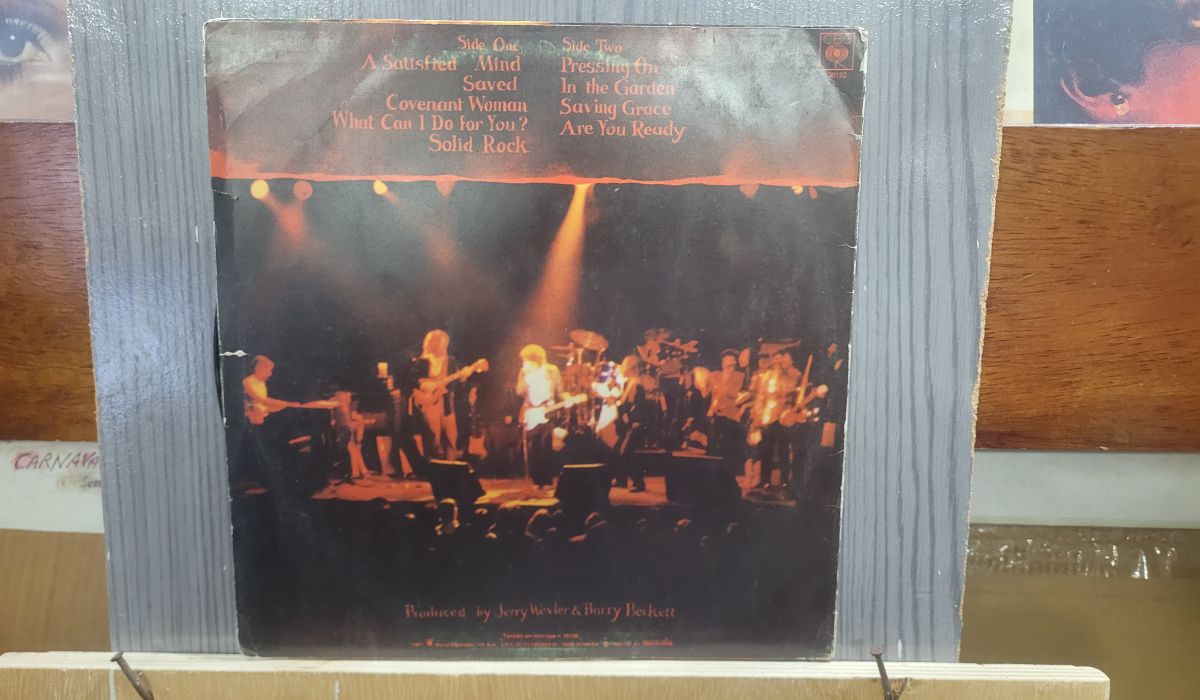 Side One
A Satisfied Mind
Saved
Covenant Woman
What Can I Do for You?
Solid Rock
Side Two
Pressing On
In the Garden
Saving Grace
Are You Ready
CBS
Produced by Jerry Wexler & Barry Beckett
CARNAVA